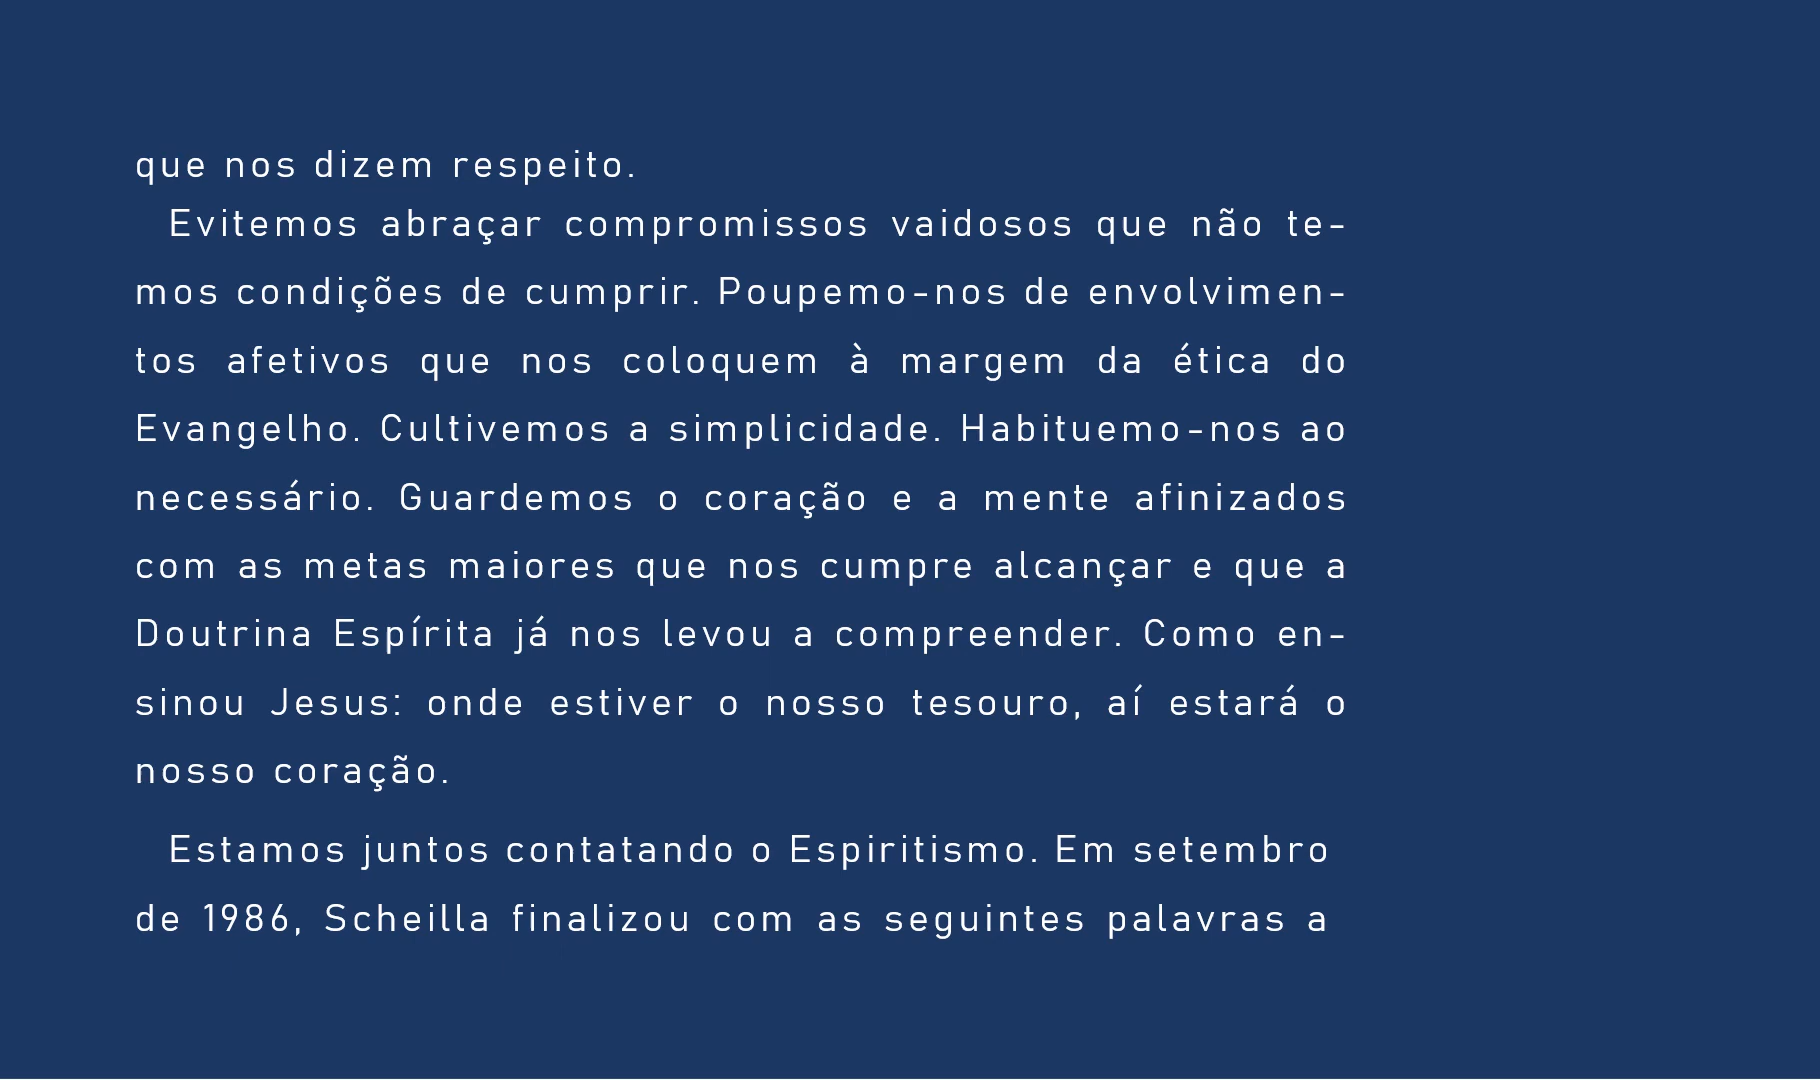 que nos dizem respeito.
Evitemos abraçar compromissos vaidosos que não te-
mos condições de cumprir. Poupemo-nos de envolvimen-
tos afetivos que nos coloquem à margem da ética do
Evangelho. Cultivemos a simplicidade. Habituemo-nos ao
necessário. Guardemos o coração e a mente afinizados
com as metas maiores que nos cumpre alcançar e que a
Doutrina Espírita já nos levou a compreender. Como en-
sinou Jesus: onde estiver o nosso tesouro, aí estará o
nosso coração.
Estamos juntos contatando o Espiritismo. Em setembro
de 1986, Scheilla finalizou com as seguintes palavras a